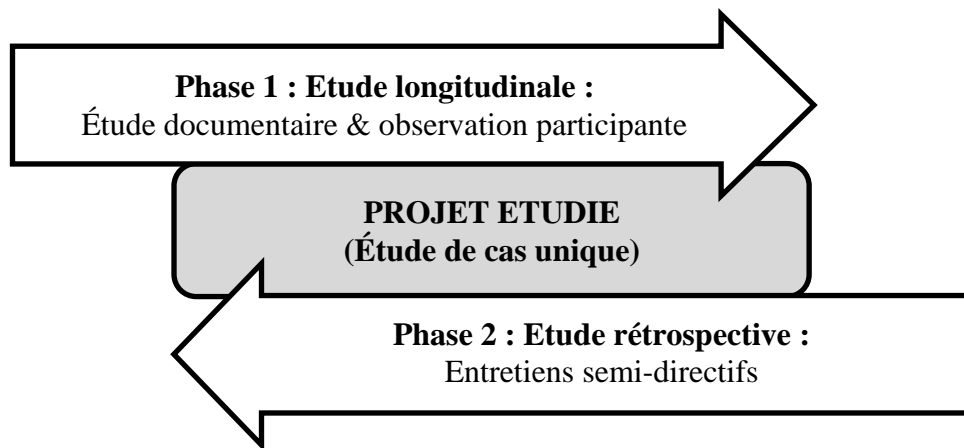 Phase 1 : Etude longitudinale :
Étude documentaire & observation participante
PROJET ETUDIE
(Étude de cas unique)
Phase 2 : Etude rétrospective :
Entretiens semi-directifs